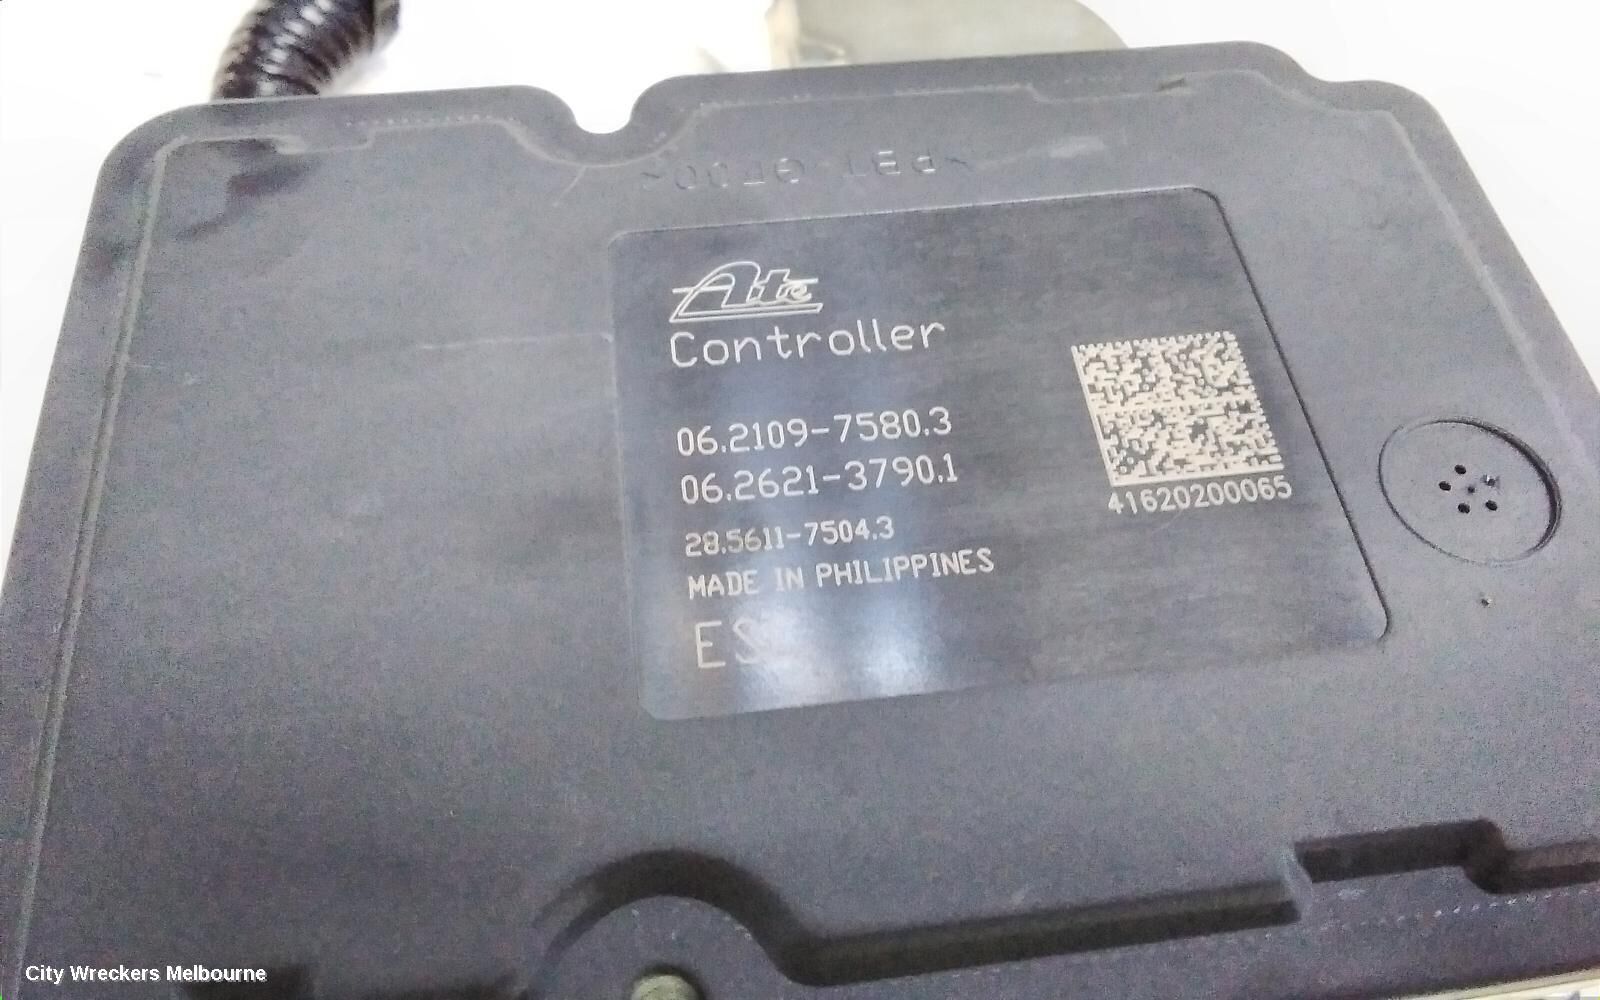 Ate
Controller
06.2109-7580.3
06.2621-3790.1
28.5611-7504.3
MADE IN PHILIPPINES
41620200065
City Wreckers Melbourne